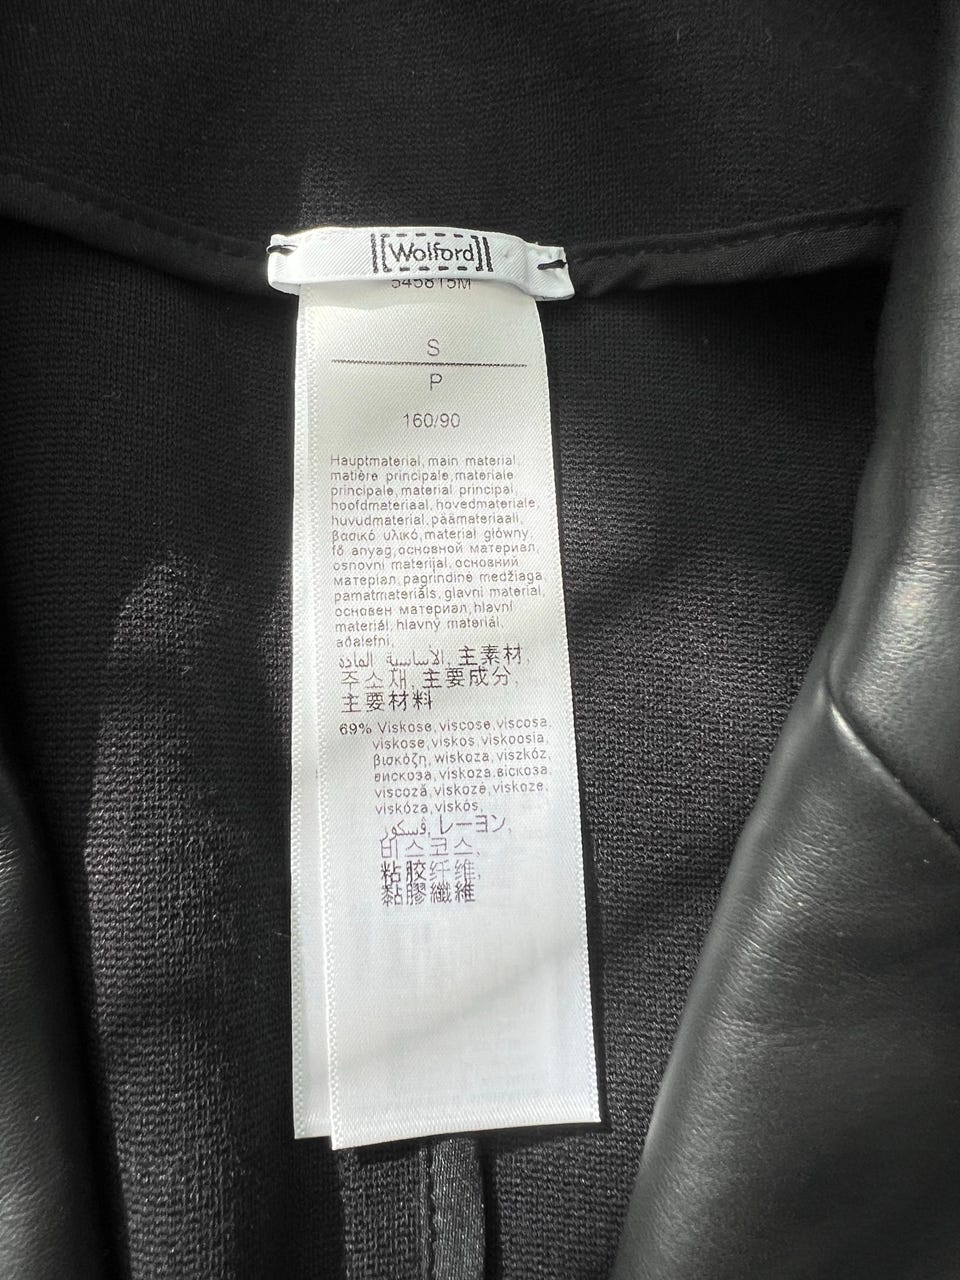 [Wolford]
545815M
S
P
160/90
Hauptmaterial, main material,
matière principale, materiale
principale, material principal,
hoofdmateriaal, hovedmateriale,
huvudmaterial, päämateriaali,
βασικό υλικό, material główny,
fő anyag, основной материал,
osnovni materijal, основний
матеріал, pagrindinė medžiaga,
pamatmateriāls, glavni material,
основен материал, hlavní
materiál, hlavný materiál,
aðalefni,
الأساسية المادة, 主素材,
주소재, 主要成分,
主要材料
69% Viskose, viscose, viscosa,
viskose, viskos, viskoosia,
βισκόζη, wiskoza, viszkóz,
вискоза, viskoza, віскоза,
viscoză, viskozė, viskoze,
viskóza, viskós,
ڤسكوز, レーヨン,
비스코스,
粘胶纤维,
黏膠纖維